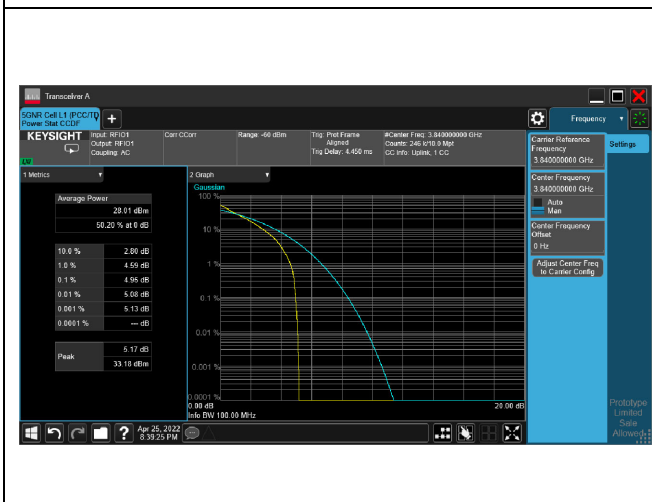 Transceiver A
5GNR Cell L1 (PCC/TD
Power Stat CCDF
Frequency
KEYSIGHT
Input: RFIO1
Output: RFIO1
Coupling: AC
Corr CCorr
Range: -60 dBm
Trig: Prot Frame
Aligned
Trig Delay: 4.450 ms
#Center Freq: 3.840000000 GHz
Counts: 246 k/10.0 Mpt
CC Info: Uplink, 1 CC
Carrier Reference
Frequency
3.840000000 GHz
Settings
Center Frequency
3.840000000 GHz
Auto
Man
Center Frequency
Offset
0 Hz
Adjust Center Freq
to Carrier Config
1 Metrics
Average Power
28.01 dBm
50.20 % at 0 dB
10.0 % 2.80 dB
1.0 % 4.59 dB
0.1 % 4.95 dB
0.01 % 5.08 dB
0.001 % 5.13 dB
0.0001 % --- dB
Peak
5.17 dB
33.18 dBm
2 Graph
Gaussian
100 %
10 %
1 %
0.1 %
0.01 %
0.001 %
0.0001 %
0.00 dB
20.00 dB
Info BW 100.00 MHz
Prototype
Limited
Sale
Allowed
?
Apr 25, 2022
8:39:25 PM